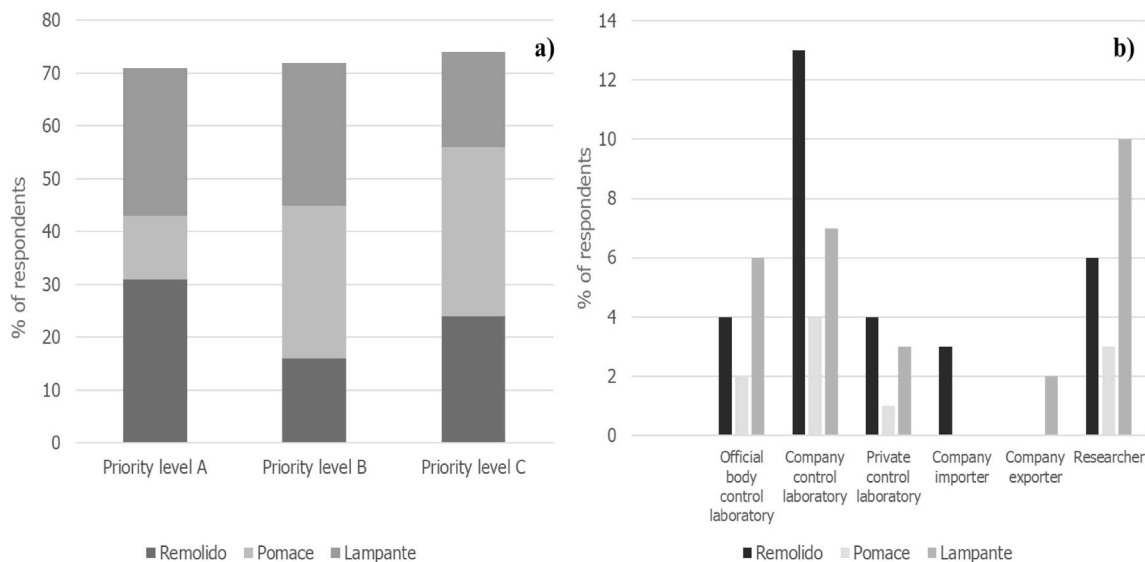 a)
% of respondents
80
70
60
50
40
30
20
10
0
Priority level A
Priority level B
Priority level C
Remolido
Pomace
Lampante
b)
% of respondents
14
12
10
8
6
4
2
0
Official
body
control
laboratory
Company
control
laboratory
Private
control
laboratory
Company
importer
Company
exporter
Researcher
Remolido
Pomace
Lampante